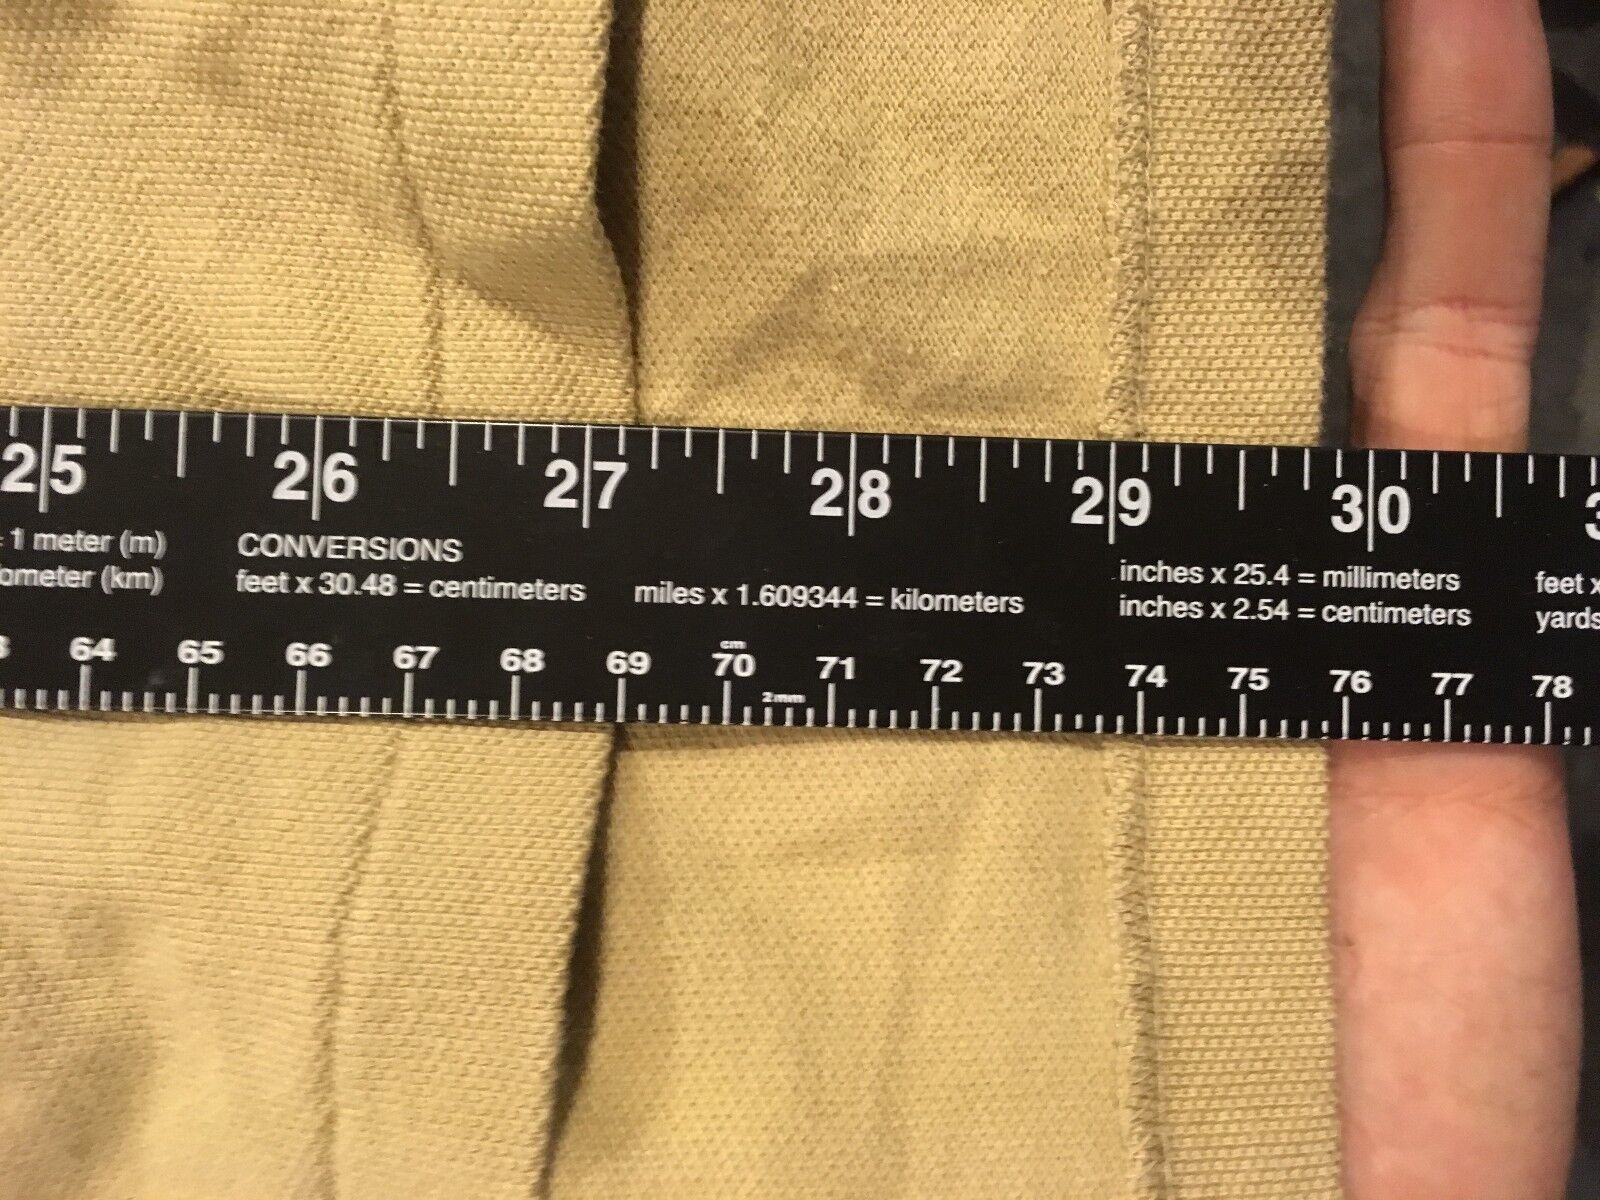 25 26 27 28 29 30
= 1 meter (m) CONVERSIONS inches x 25.4 = millimeters feet x
ometer (km) feet x 30.48 = centimeters miles x 1.609344 = kilometers inches x 2.54 = centimeters yards
cm
64 65 66 67 68 69 70 71 72 73 74 75 76 77 78
2mm